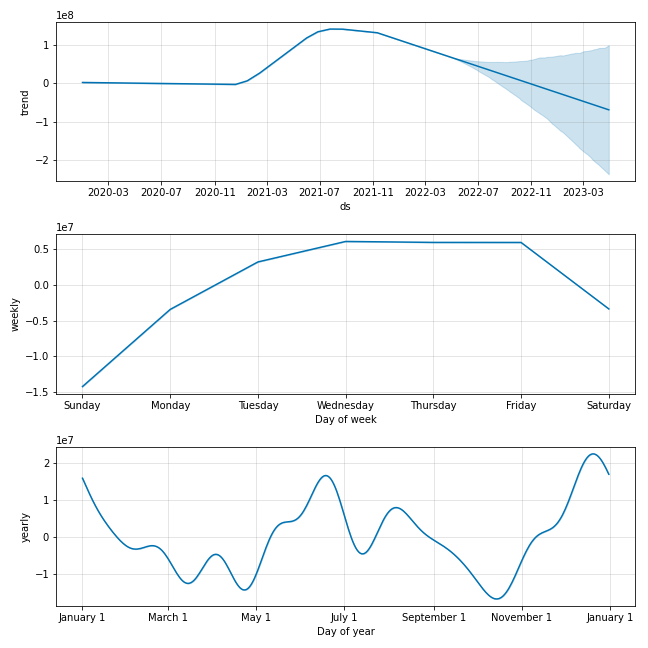 1e8
1
0
−1
−2
trend
2020-03 2020-07 2020-11 2021-03 2021-07 2021-11 2022-03 2022-07 2022-11 2023-03
ds
1e7
0.5
0.0
−0.5
−1.0
−1.5
weekly
Sunday Monday Tuesday Wednesday Thursday Friday Saturday
Day of week
1e7
2
1
0
−1
yearly
January 1 March 1 May 1 July 1 September 1 November 1 January 1
Day of year